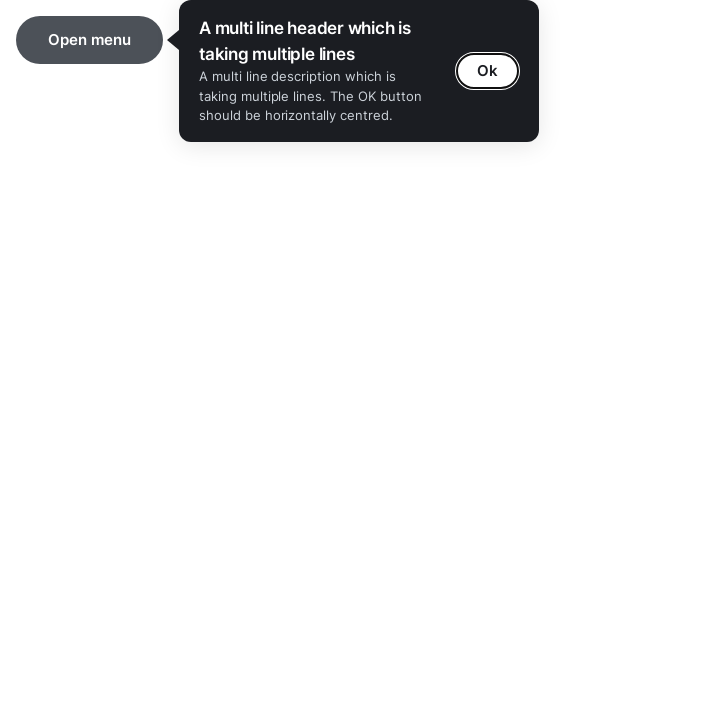 Open menu
A multi line header which is
taking multiple lines
A multi line description which is
taking multiple lines. The OK button
should be horizontally centred.
Ok